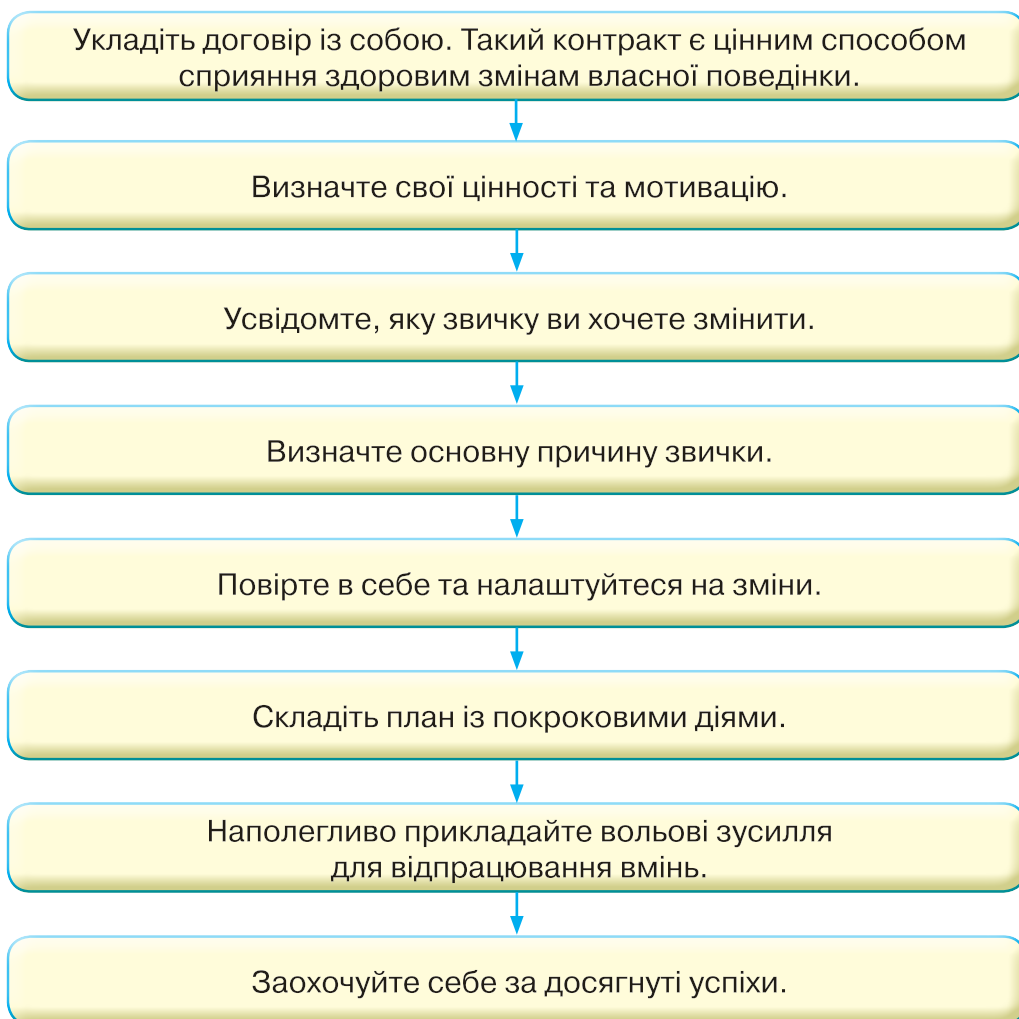 Укладіть договір із собою. Такий контракт є цінним способом
сприяння здоровим змінам власної поведінки.
Визначте свої цінності та мотивацію.
Усвідомте, яку звичку ви хочете змінити.
Визначте основну причину звички.
Повірте в себе та налаштуйтеся на зміни.
Складіть план із покроковими діями.
Наполегливо прикладайте вольові зусилля
для відпрацювання вмінь.
Заохочуйте себе за досягнуті успіхи.